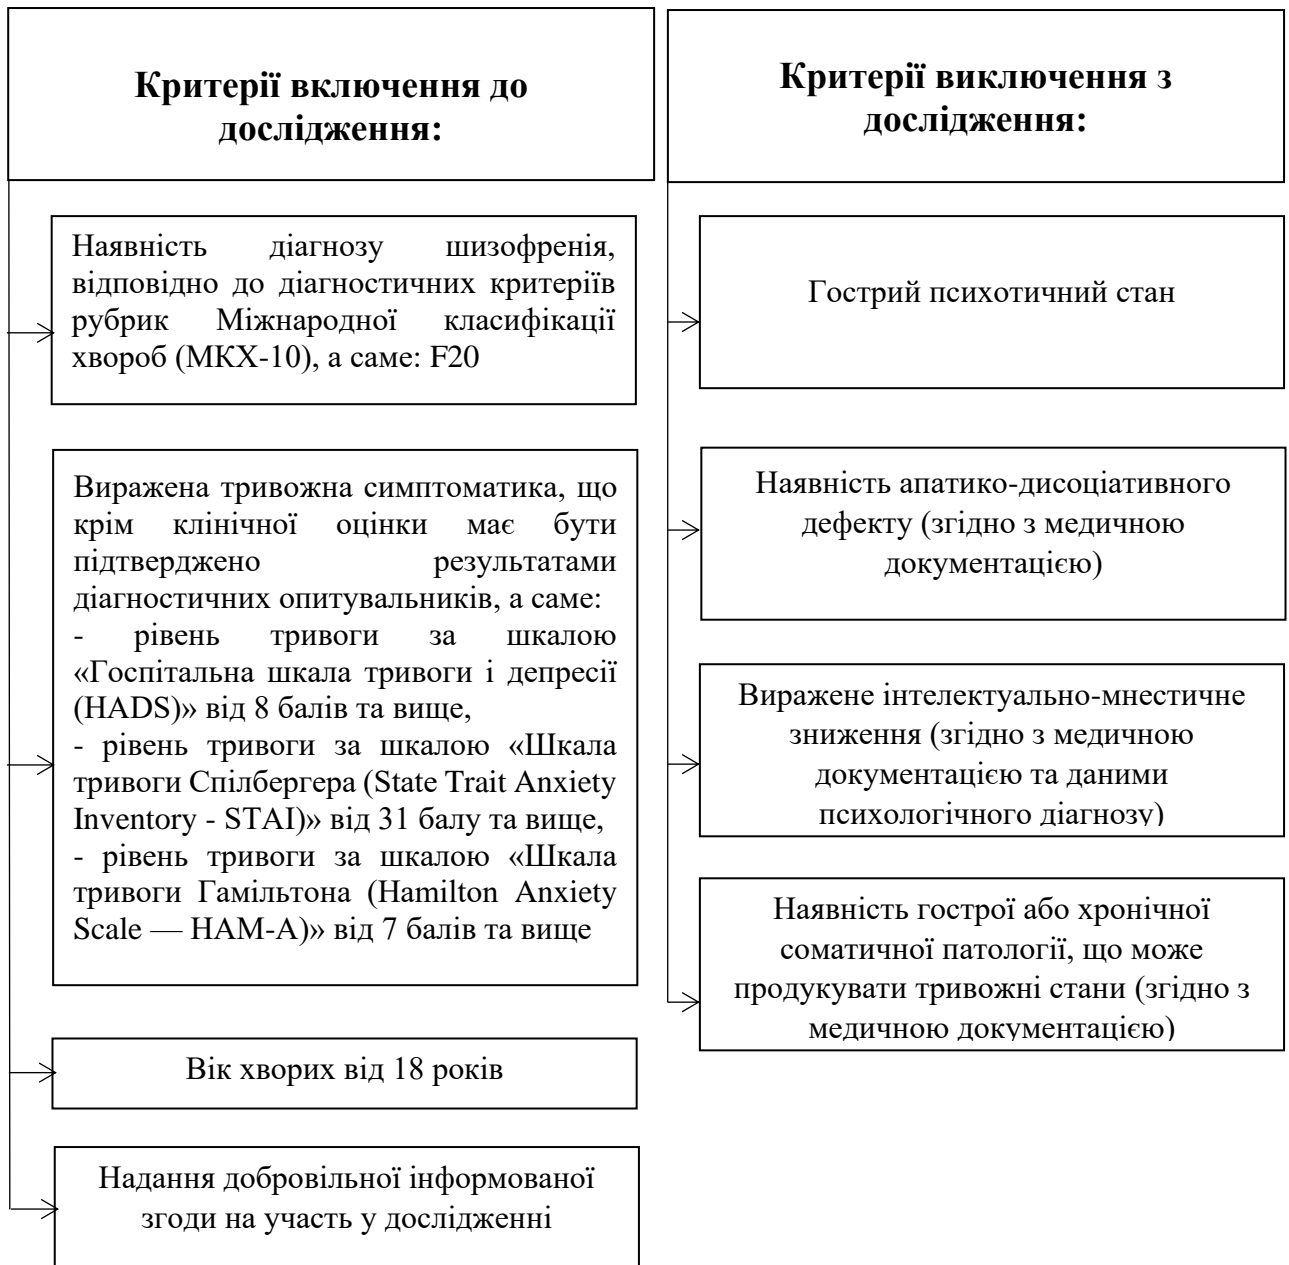 Критерії включення до
дослідження:
Наявність діагнозу шизофренія,
відповідно до діагностичних критеріїв
рубрик Міжнародної класифікації
хвороб (МКХ-10), а саме: F20
Виражена тривожна симптоматика, що
крім клінічної оцінки має бути
підтверджено результатами
діагностичних опитувальників, а саме:
- рівень тривоги за шкалою
«Госпітальна шкала тривоги і депресії
(HADS)» від 8 балів та вище,
- рівень тривоги за шкалою «Шкала
тривоги Спілбергера (State Trait Anxiety
Inventory - STAI)» від 31 балу та вище,
- рівень тривоги за шкалою «Шкала
тривоги Гамільтона (Hamilton Anxiety
Scale — HAM-A)» від 7 балів та вище
Вік хворих від 18 років
Надання добровільної інформованої
згоди на участь у дослідженні
Критерії виключення з
дослідження:
Гострий психотичний стан
Наявність апатико-дисоціативного
дефекту (згідно з медичною
документацією)
Виражене інтелектуально-мнестичне
зниження (згідно з медичною
документацією та даними
психологічного діагнозу)
Наявність гострої або хронічної
соматичної патології, що може
продукувати тривожні стани (згідно з
медичною документацією)